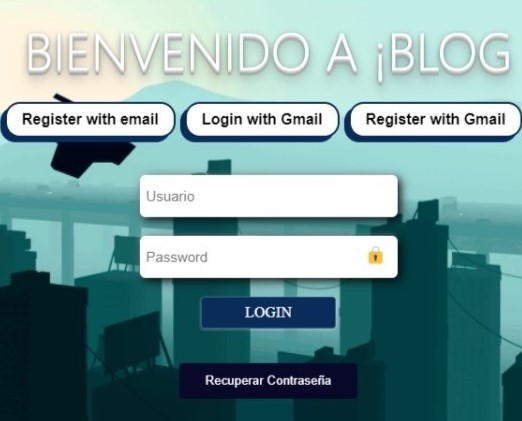 BIENVENIDO A ¡BLOG
Register with email Login with Gmail Register with Gmail
Usuario
Password
LOGIN
Recuperar Contraseña